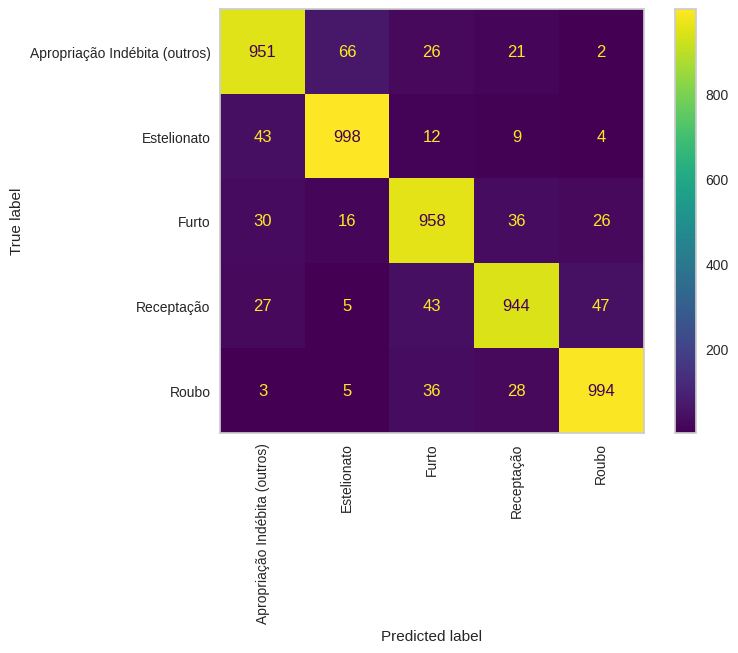 Apropriação Indébita (outros) 951 66 26 21 2
Estelionato 43 998 12 9 4
Furto 30 16 958 36 26
Receptação 27 5 43 944 47
Roubo 3 5 36 28 994
True label
Apropriação Indébita (outros)
Estelionato
Furto
Receptação
Roubo
Predicted label
800
600
400
200